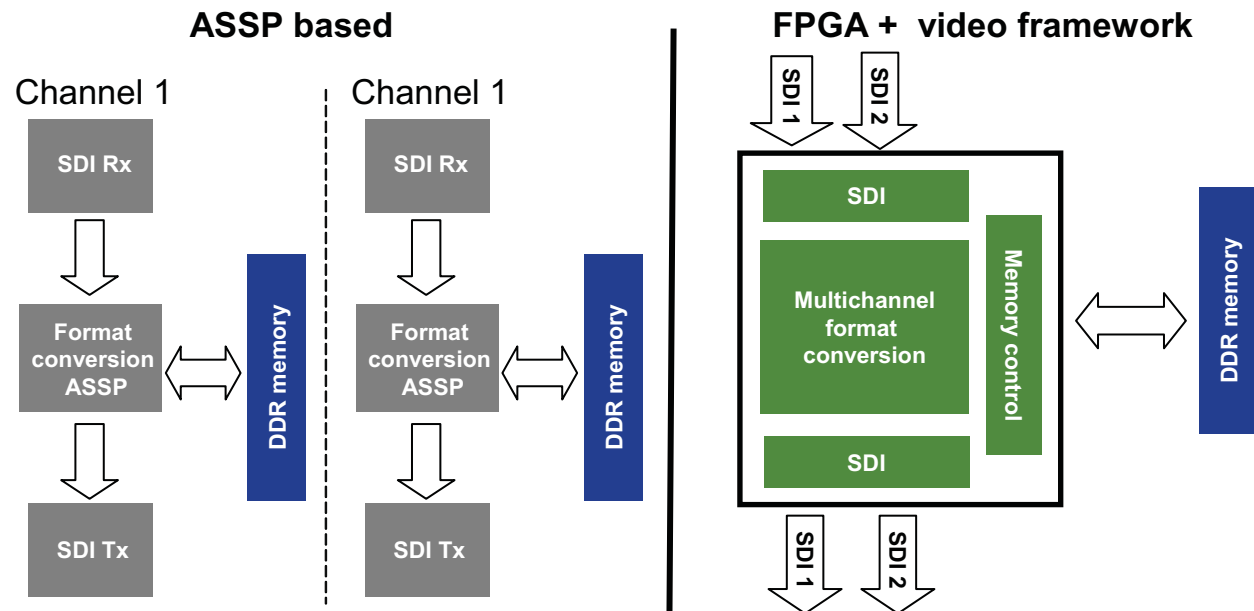 ASSP based
Channel 1
SDI Rx
Format
conversion
ASSP
DDR memory
SDI Tx
Channel 1
SDI Rx
Format
conversion
ASSP
DDR memory
SDI Tx
FPGA + video framework
SDI 1
SDI 2
SDI
Multichannel
format
conversion
Memory control
SDI
DDR memory
SDI 1
SDI 2